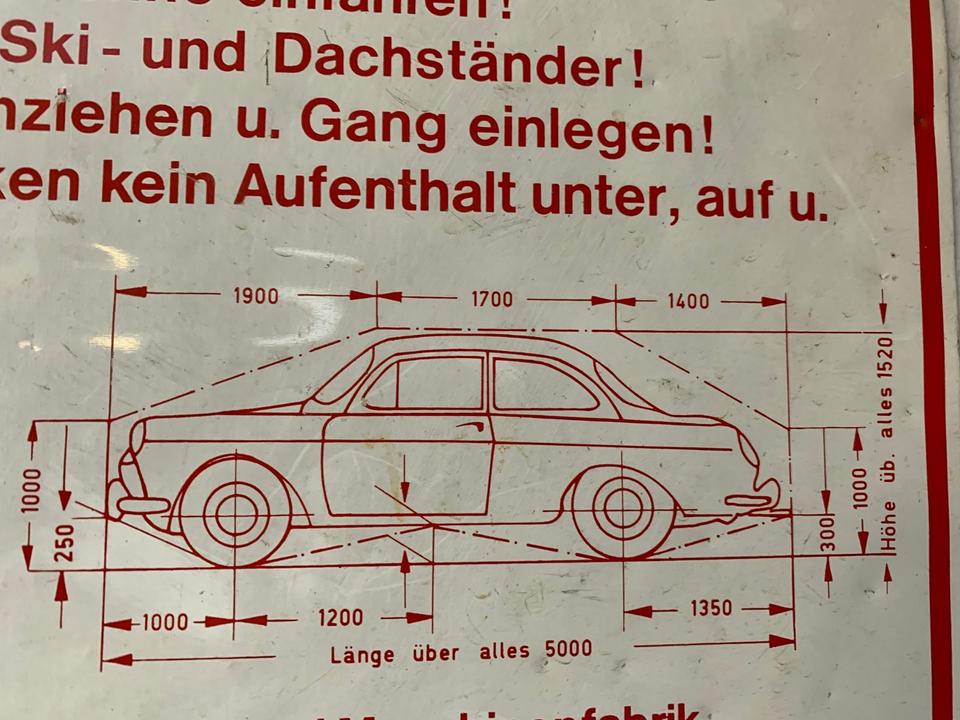 einfahren!
Ski- und Dachständer!
nziehen u. Gang einlegen!
ken kein Aufenthalt unter, auf u.
1900 1700 1400
Höhe üb. alles 1520
1000 250 300 1000
1000 1200 1350
Länge über alles 5000